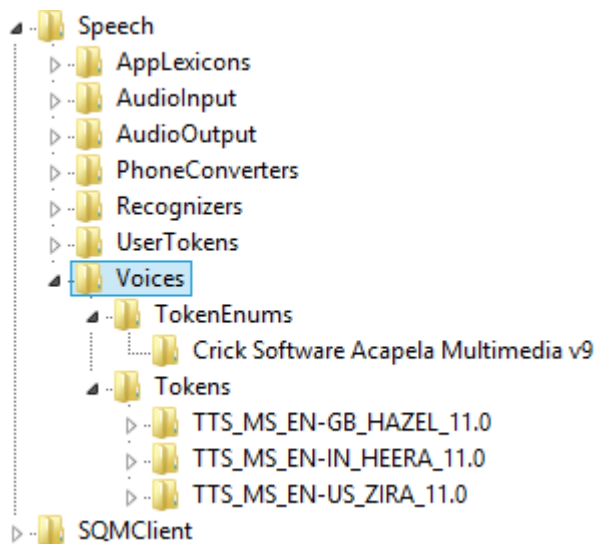 Speech
AppLexicons
AudioInput
AudioOutput
PhoneConverters
Recognizers
UserTokens
Voices
TokenEnums
Crick Software Acapela Multimedia v9
Tokens
TTS_MS_EN-GB_HAZEL_11.0
TTS_MS_EN-IN_HEERA_11.0
TTS_MS_EN-US_ZIRA_11.0
SQMClient